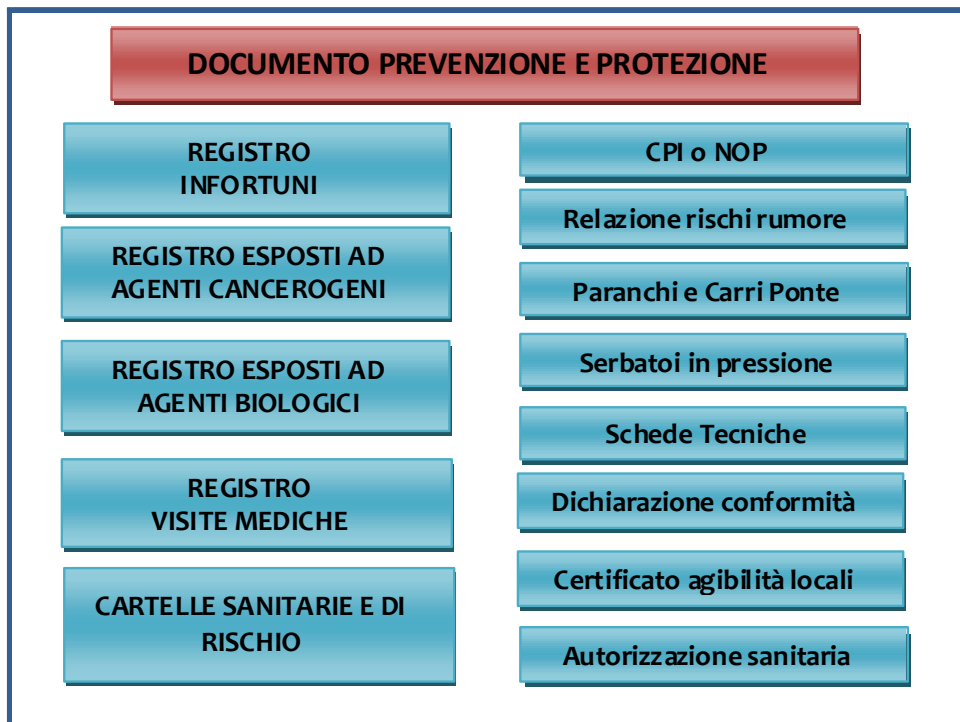 DOCUMENTO PREVENZIONE E PROTEZIONE
REGISTRO
INFORTUNI
REGISTRO ESPOSTI AD
AGENTI CANCEROGENI
REGISTRO ESPOSTI AD
AGENTI BIOLOGICI
REGISTRO
VISITE MEDICHE
CARTELLE SANITARIE E DI
RISCHIO
CPI o NOP
Relazione rischi rumore
Paranchi e Carri Ponte
Serbatoi in pressione
Schede Tecniche
Dichiarazione conformità
Certificato agibilità locali
Autorizzazione sanitaria